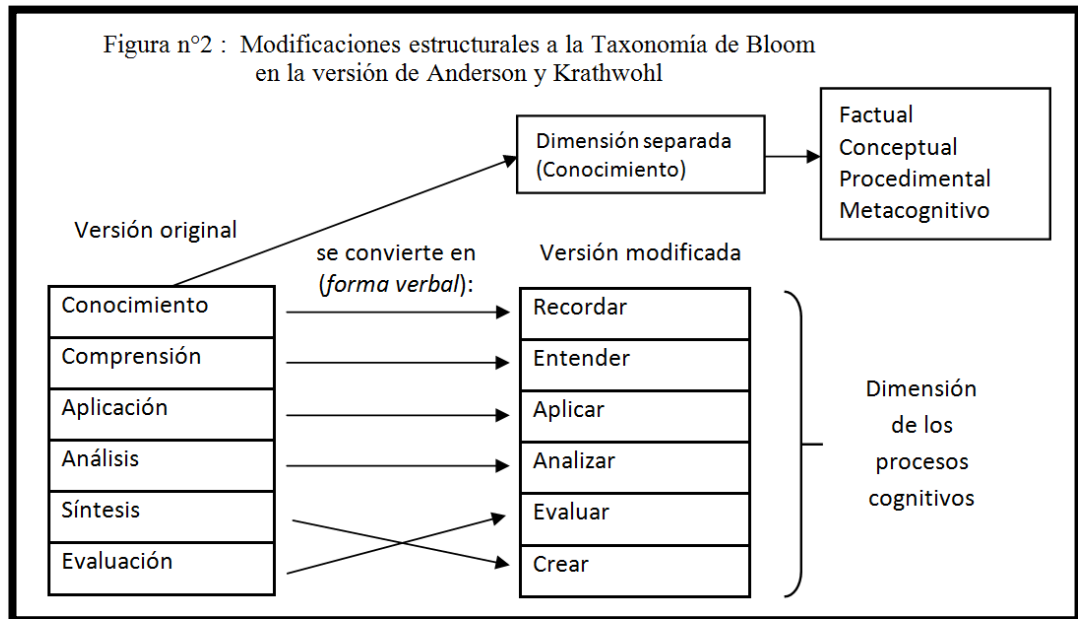 Figura n°2 : Modificaciones estructurales a la Taxonomía de Bloom
en la versión de Anderson y Krathwohl
Dimensión separada
(Conocimiento)
Factual
Conceptual
Procedimental
Metacognitivo
Versión original
se convierte en
(forma verbal):
Versión modificada
Conocimiento
Comprensión
Aplicación
Análisis
Síntesis
Evaluación
Recordar
Entender
Aplicar
Analizar
Evaluar
Crear
Dimensión
de los
procesos
cognitivos